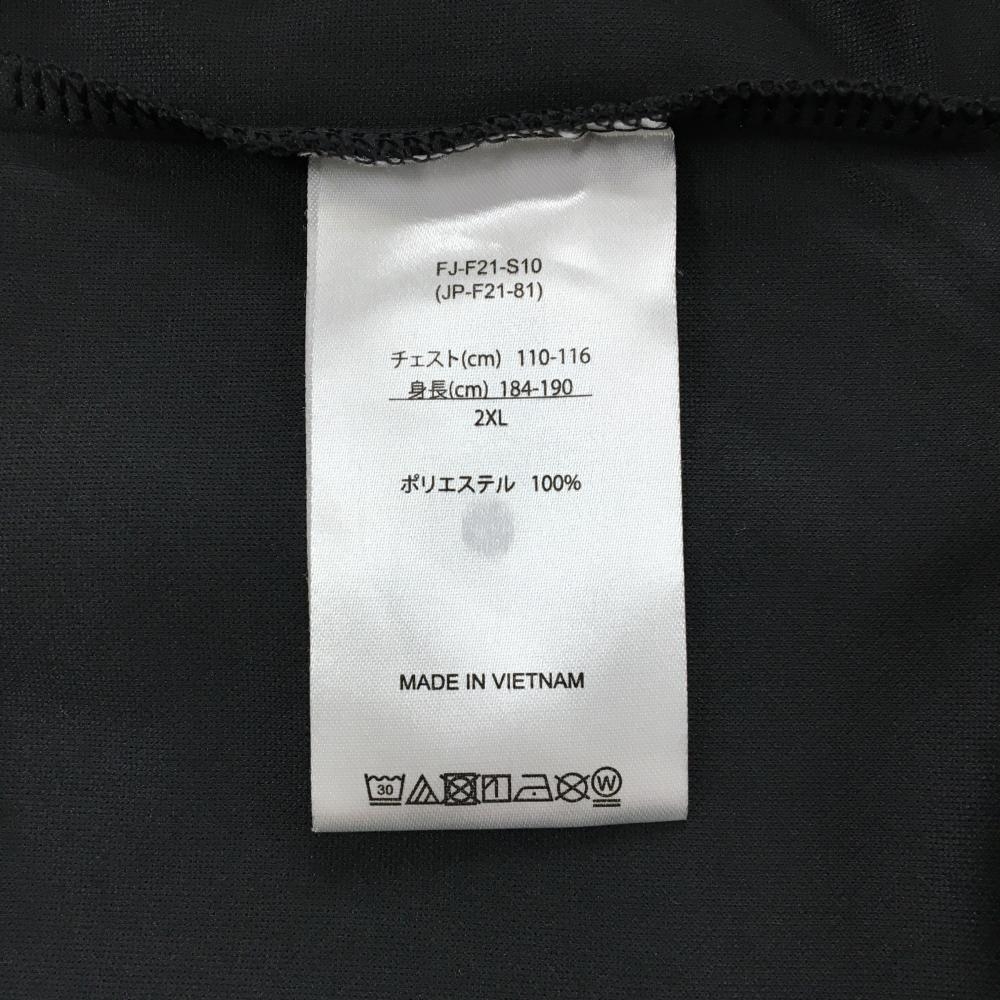 FJ-F21-S10
(JP-F21-81)
チェスト(cm) 110-116
身長(cm) 184-190
2XL
ポリエステル 100%
MADE IN VIETNAM
30 W